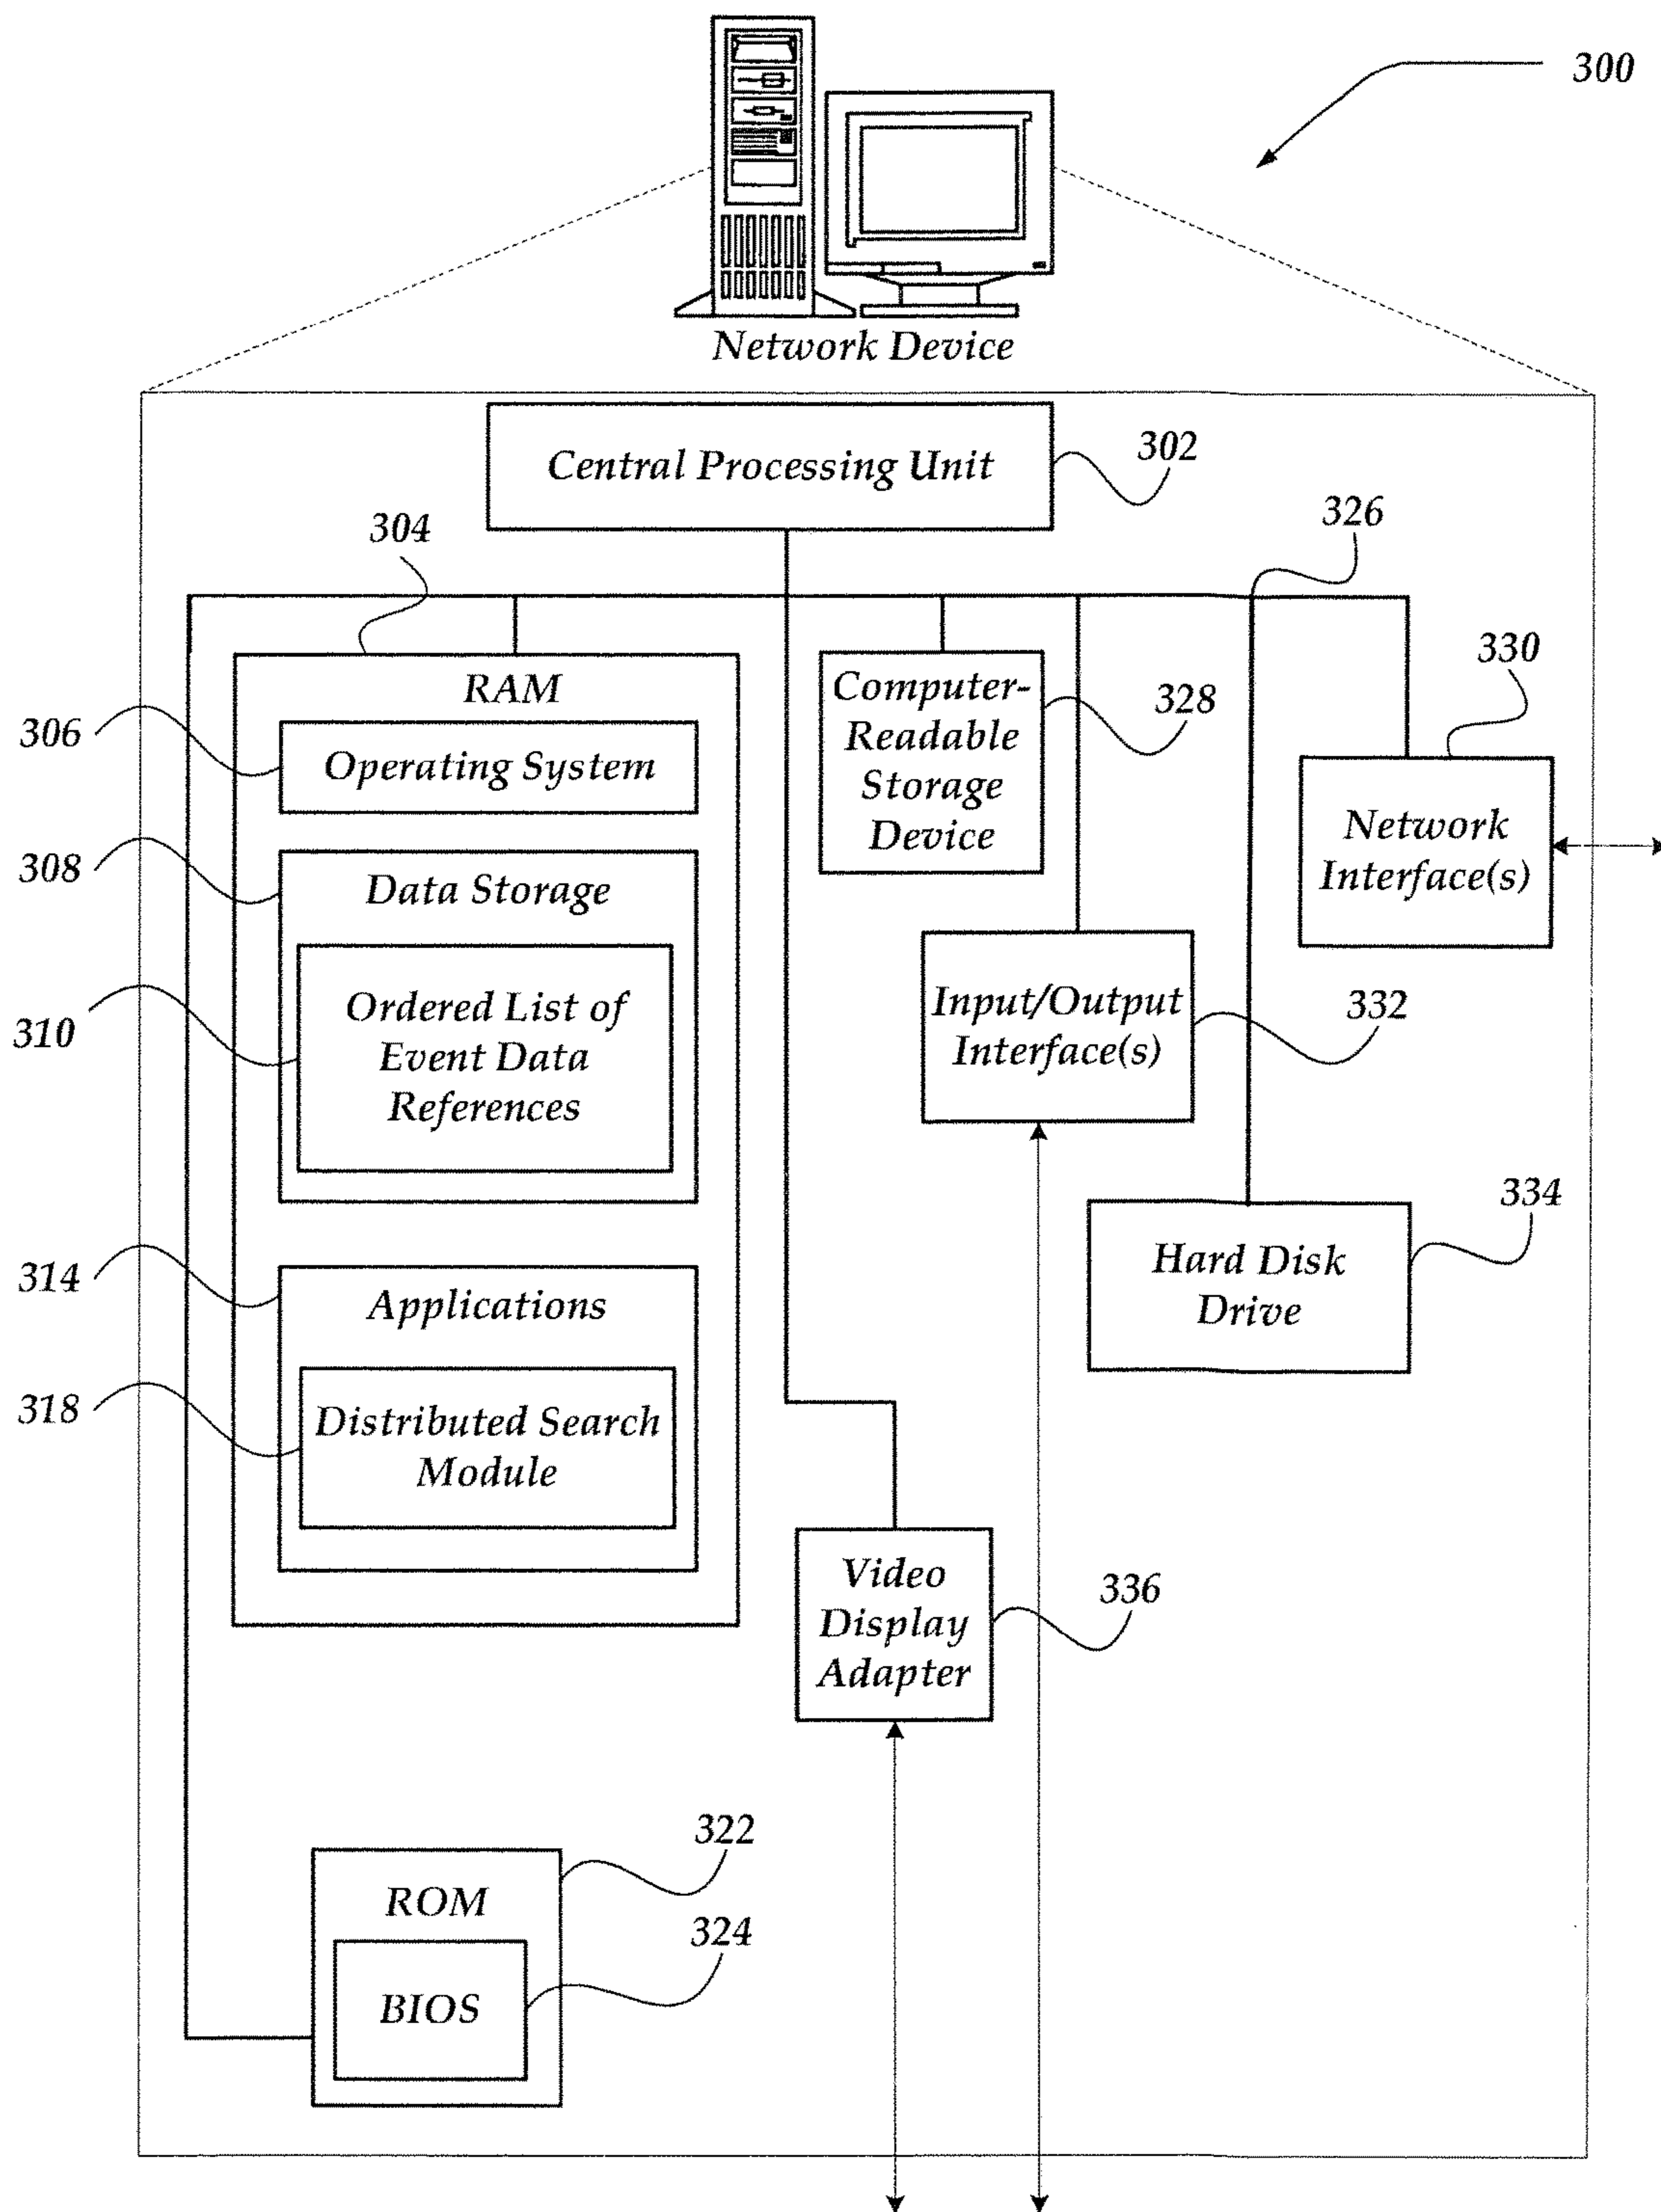 300
Network Device
Central Processing Unit
302
304
326
RAM
306
Operating System
Computer-
Readable
Storage
Device
328
330
Network
Interface(s)
308
Data Storage
310
Ordered List of
Event Data
References
Input/Output
Interface(s)
332
334
Hard Disk
Drive
314
Applications
318
Distributed Search
Module
Video
Display
Adapter
336
322
ROM
324
BIOS